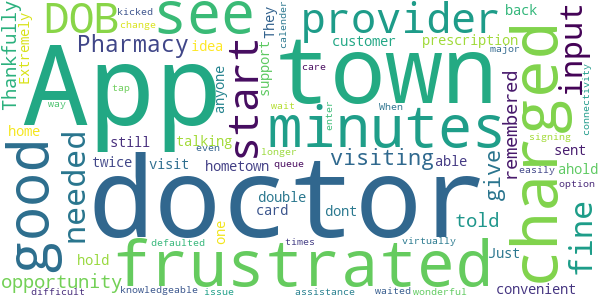 App
town
doctor
frustrated
charged
minutes
good
see
provider
DOB
start
input
needed
fine
visiting
Pharmacy
give
opportunity
told
remembered
Thankfully
Extremely
kicked
change
idea
They
calender
back
customer
prescription
support
care
major
way
tap
anyone
wait
When
enter
connectivity
signing
home
still
talking
even
longer
twice
visit
hometown
queue
able
easily
sent
ahold
option
double
card
dont
one
hold
defaulted
times
virtually
Just
convenient
difficult
knowledgeable
issue
assistance
waited
wonderful